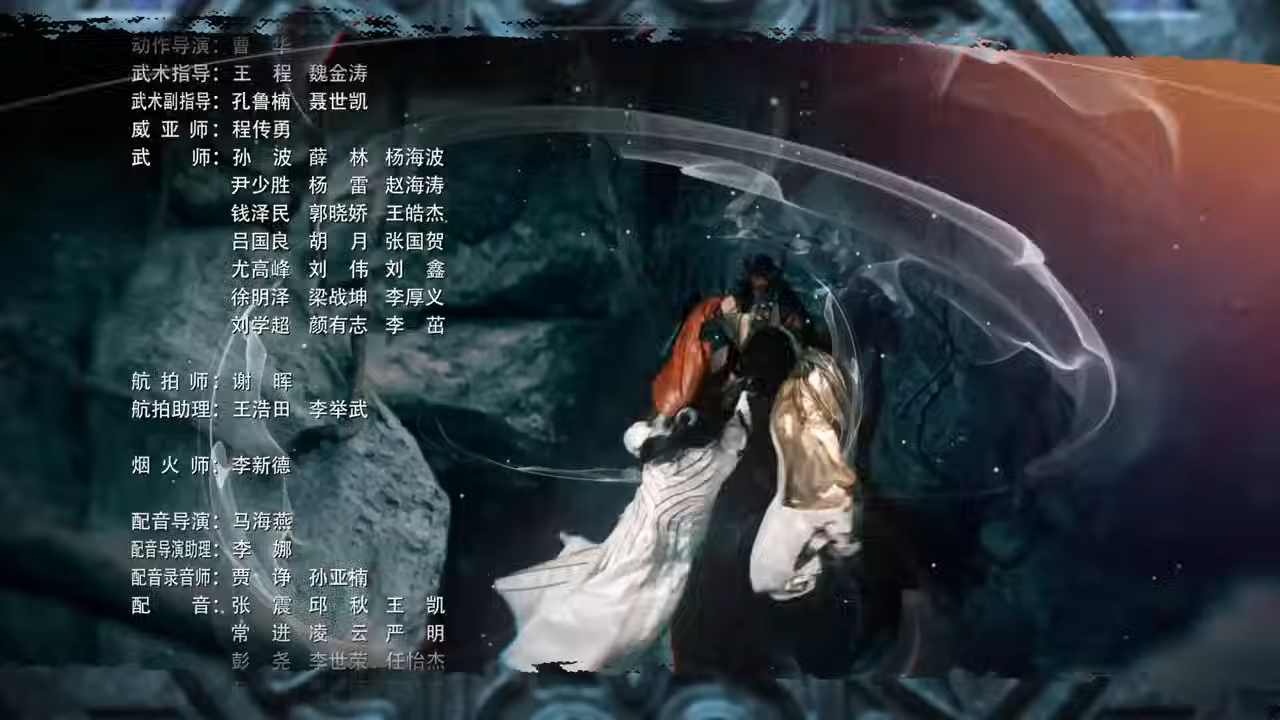 动作导演：曹　华
武术指导：王　程　魏金涛
武术副指导：孔鲁楠　聂世凯
威 亚 师：程传勇
武　　师：孙　波　薛　林　杨海波
尹少胜　杨　雷　赵海涛
钱泽民　郭晓娇　王皓杰
吕国良　胡　月　张国贺
尤高峰　刘　伟　刘　鑫
徐明泽　梁战坤　李厚义
刘学超　颜有志　李　茁
航 拍 师：谢　晖
航拍助理：王浩田　李举武
烟 火 师：李新德
配音导演：马海燕
配音导演助理：李　娜
配音录音师：贾　诤　孙亚楠
配　　音：张　震　邱　秋　王　凯
常　进　凌　云　严　明
彭　尧　李世荣　任怡杰